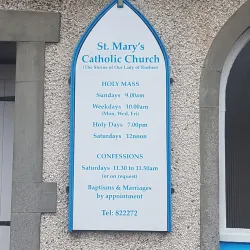 St. Mary's
Catholic Church
(The Shrine of Our Lady of
HOLY MASS
Sundays 9.00am
Weekdays 10.00am
(Mon, Wed, Fri)
Holy Days 7.00pm
Saturdays 12noon
CONFESSIONS
Saturdays 11.30 to 11.50am
(or on request)
Baptisms & Marriages
by appointment
Tel: 822272